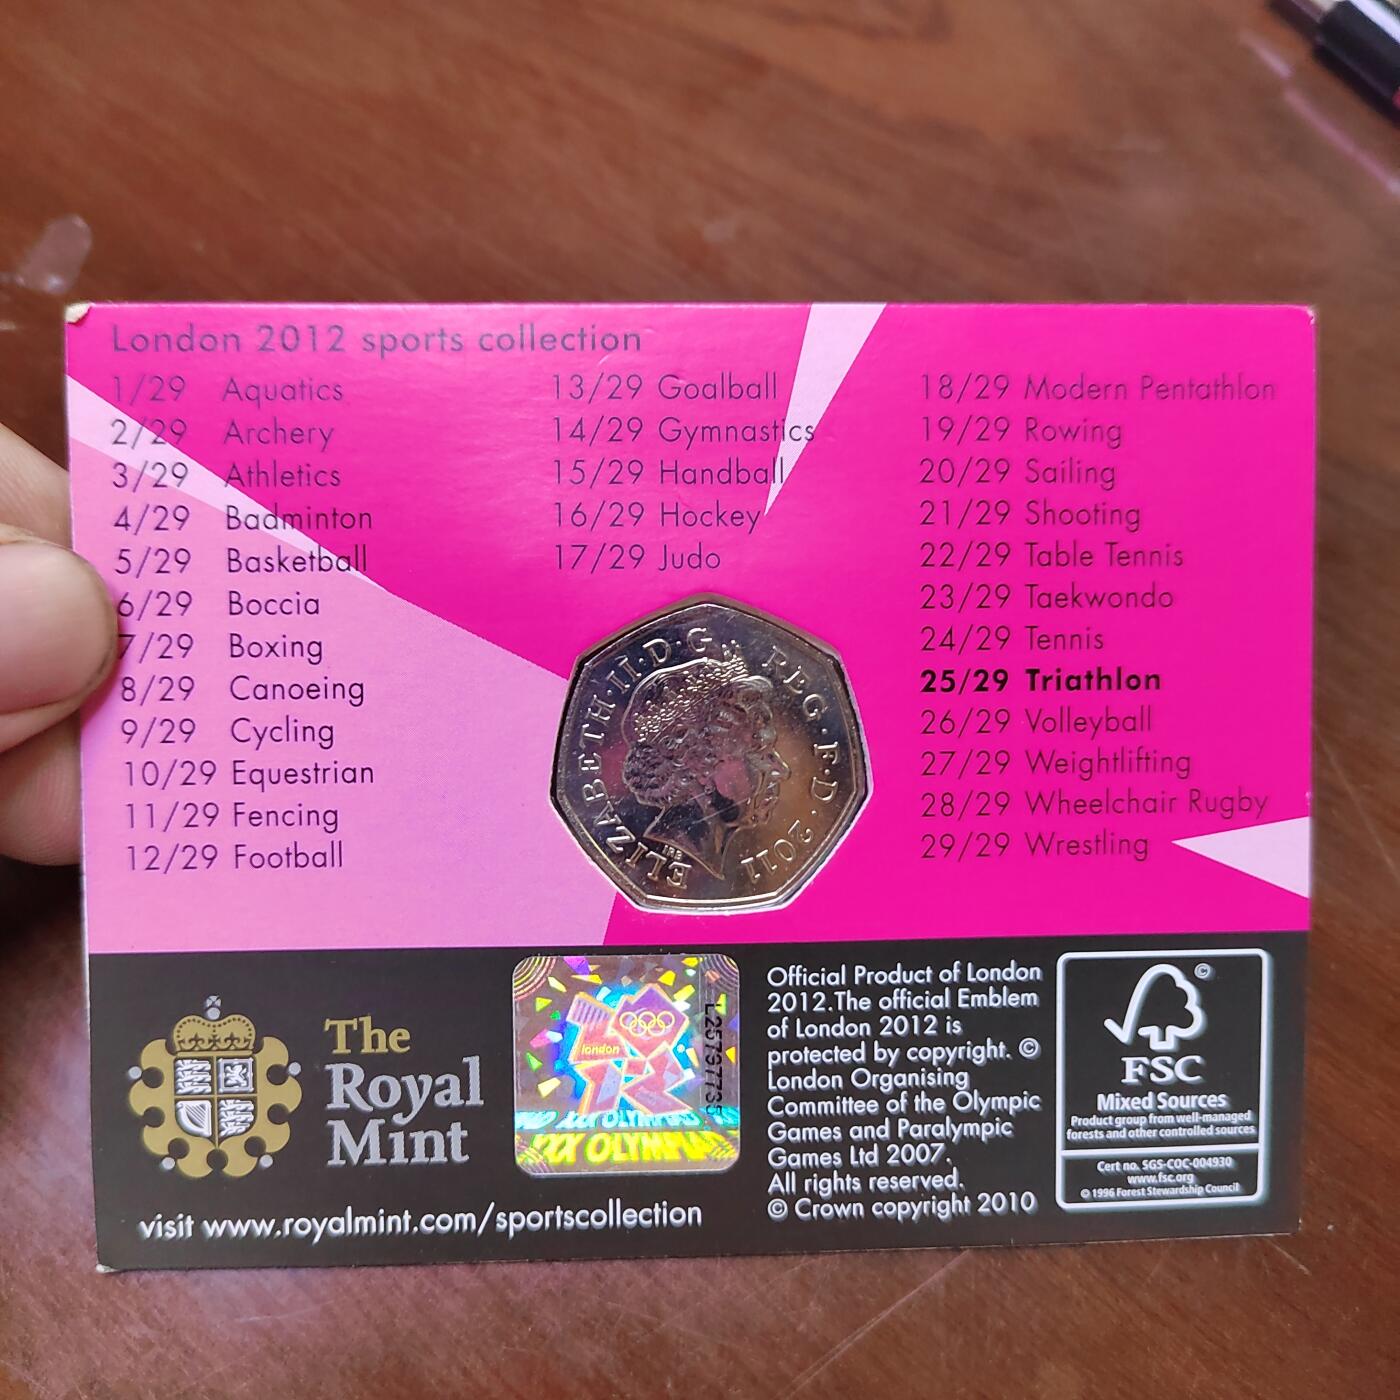 London 2012 sports collection
1/29 Aquatics
2/29 Archery
3/29 Athletics
4/29 Badminton
5/29 Basketball
6/29 Boccia
7/29 Boxing
8/29 Canoeing
9/29 Cycling
10/29 Equestrian
11/29 Fencing
12/29 Football
13/29 Goalball
14/29 Gymnastics
15/29 Handball
16/29 Hockey
17/29 Judo
18/29 Modern Pentathlon
19/29 Rowing
20/29 Sailing
21/29 Shooting
22/29 Table Tennis
23/29 Taekwondo
24/29 Tennis
25/29 Triathlon
26/29 Volleyball
27/29 Weightlifting
28/29 Wheelchair Rugby
29/29 Wrestling
ELIZABETH·II·D·G REG·F·D·2011
IRB
The
Royal
Mint
visit www.royalmint.com/sportscollection
london
L2579773
XXX OLYMPIA
Official Product of London
2012.The official Emblem
of London 2012 is
protected by copyright. ©
London Organising
Committee of the Olympic
Games and Paralympic
Games Ltd 2007.
All rights reserved.
© Crown copyright 2010
©
FSC
Mixed Sources
Product group from well-managed
forests and other controlled sources
Cert no. SGS-COC-004930
www.fsc.org
© 1996 Forest Stewardship Council